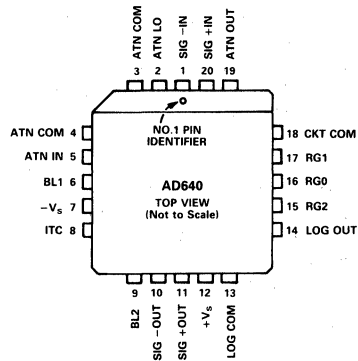 ATN COM
ATN LO
SIG –IN
SIG +IN
ATN OUT
3 2 1 20 19
ATN COM 4
ATN IN 5
BL1 6
–Vs 7
ITC 8
NO.1 PIN
IDENTIFIER
AD640
TOP VIEW
(Not to Scale)
18 CKT COM
17 RG1
16 RG0
15 RG2
14 LOG OUT
9 10 11 12 13
BL2
SIG –OUT
SIG +OUT
+Vs
LOG COM